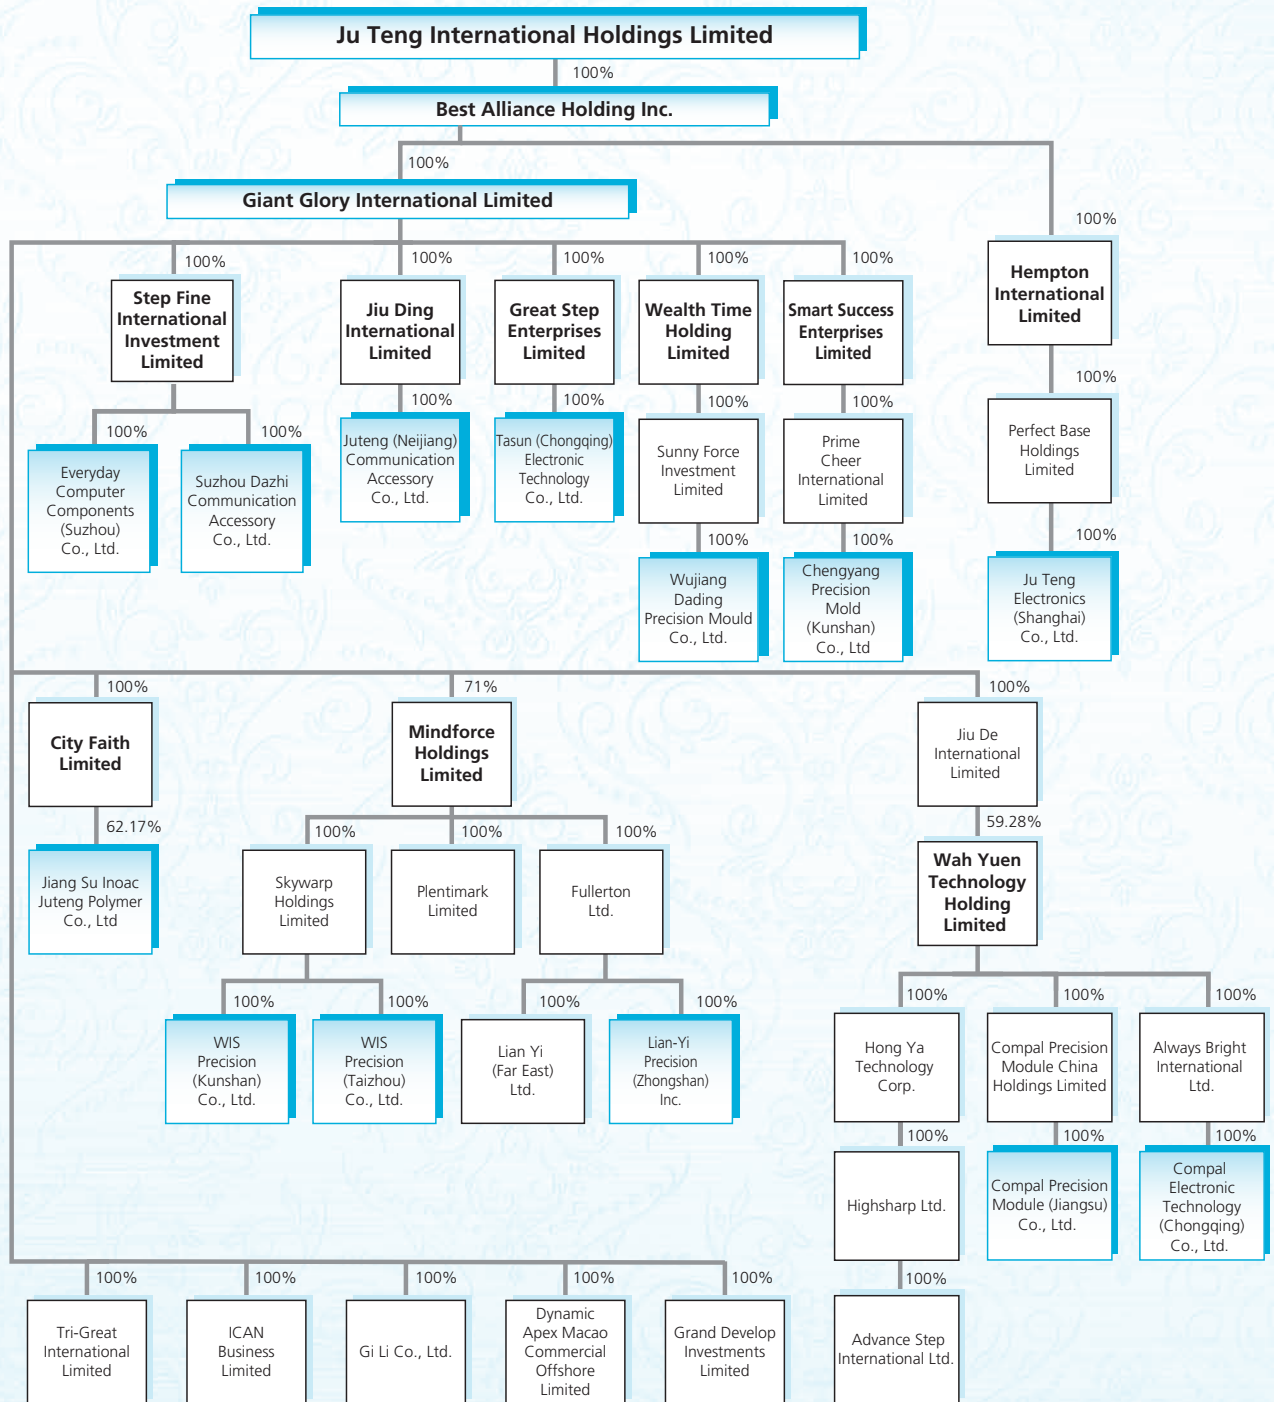 Ju Teng International Holdings Limited
100%
Best Alliance Holding Inc.
100%
Giant Glory International Limited
100%
Hempton
International
Limited
100%
Step Fine
International
Investment
Limited
100%
Jiu Ding
International
Limited
100%
Great Step
Enterprises
Limited
100%
Wealth Time
Holding
Limited
100%
Smart Success
Enterprises
Limited
100%
Everyday
Computer
Components
(Suzhou)
Co., Ltd.
100%
Suzhou Dazhi
Communication
Accessory
Co., Ltd.
100%
Juteng (Neijiang)
Communication
Accessory
Co., Ltd.
100%
Tasun (Chongqing)
Electronic
Technology
Co., Ltd.
100%
Sunny Force
Investment
Limited
100%
Prime
Cheer
International
Limited
100%
Perfect Base
Holdings
Limited
100%
Wujiang
Dading
Precision Mould
Co., Ltd.
100%
Chengyang
Precision
Mold
(Kunshan)
Co., Ltd
100%
Ju Teng
Electronics
(Shanghai)
Co., Ltd.
100%
City Faith
Limited
71%
Mindforce
Holdings
Limited
100%
Jiu De
International
Limited
62.17%
Jiang Su Inoac
Juteng Polymer
Co., Ltd
100%
Skywarp
Holdings
Limited
100%
Plentimark
Limited
100%
Fullerton
Ltd.
59.28%
Wah Yuen
Technology
Holding
Limited
100%
WIS
Precision
(Kunshan)
Co., Ltd.
100%
WIS
Precision
(Taizhou)
Co., Ltd.
100%
Lian Yi
(Far East)
Ltd.
100%
Lian-Yi
Precision
(Zhongshan)
Inc.
100%
Hong Ya
Technology
Corp.
100%
Compal Precision
Module China
Holdings Limited
100%
Always Bright
International
Ltd.
100%
Highsharp Ltd.
100%
Compal Precision
Module (Jiangsu)
Co., Ltd.
100%
Compal
Electronic
Technology
(Chongqing)
Co., Ltd.
100%
Tri-Great
International
Limited
100%
ICAN
Business
Limited
100%
Gi Li Co., Ltd.
100%
Dynamic
Apex Macao
Commercial
Offshore
Limited
100%
Grand Develop
Investments
Limited
100%
Advance Step
International Ltd.